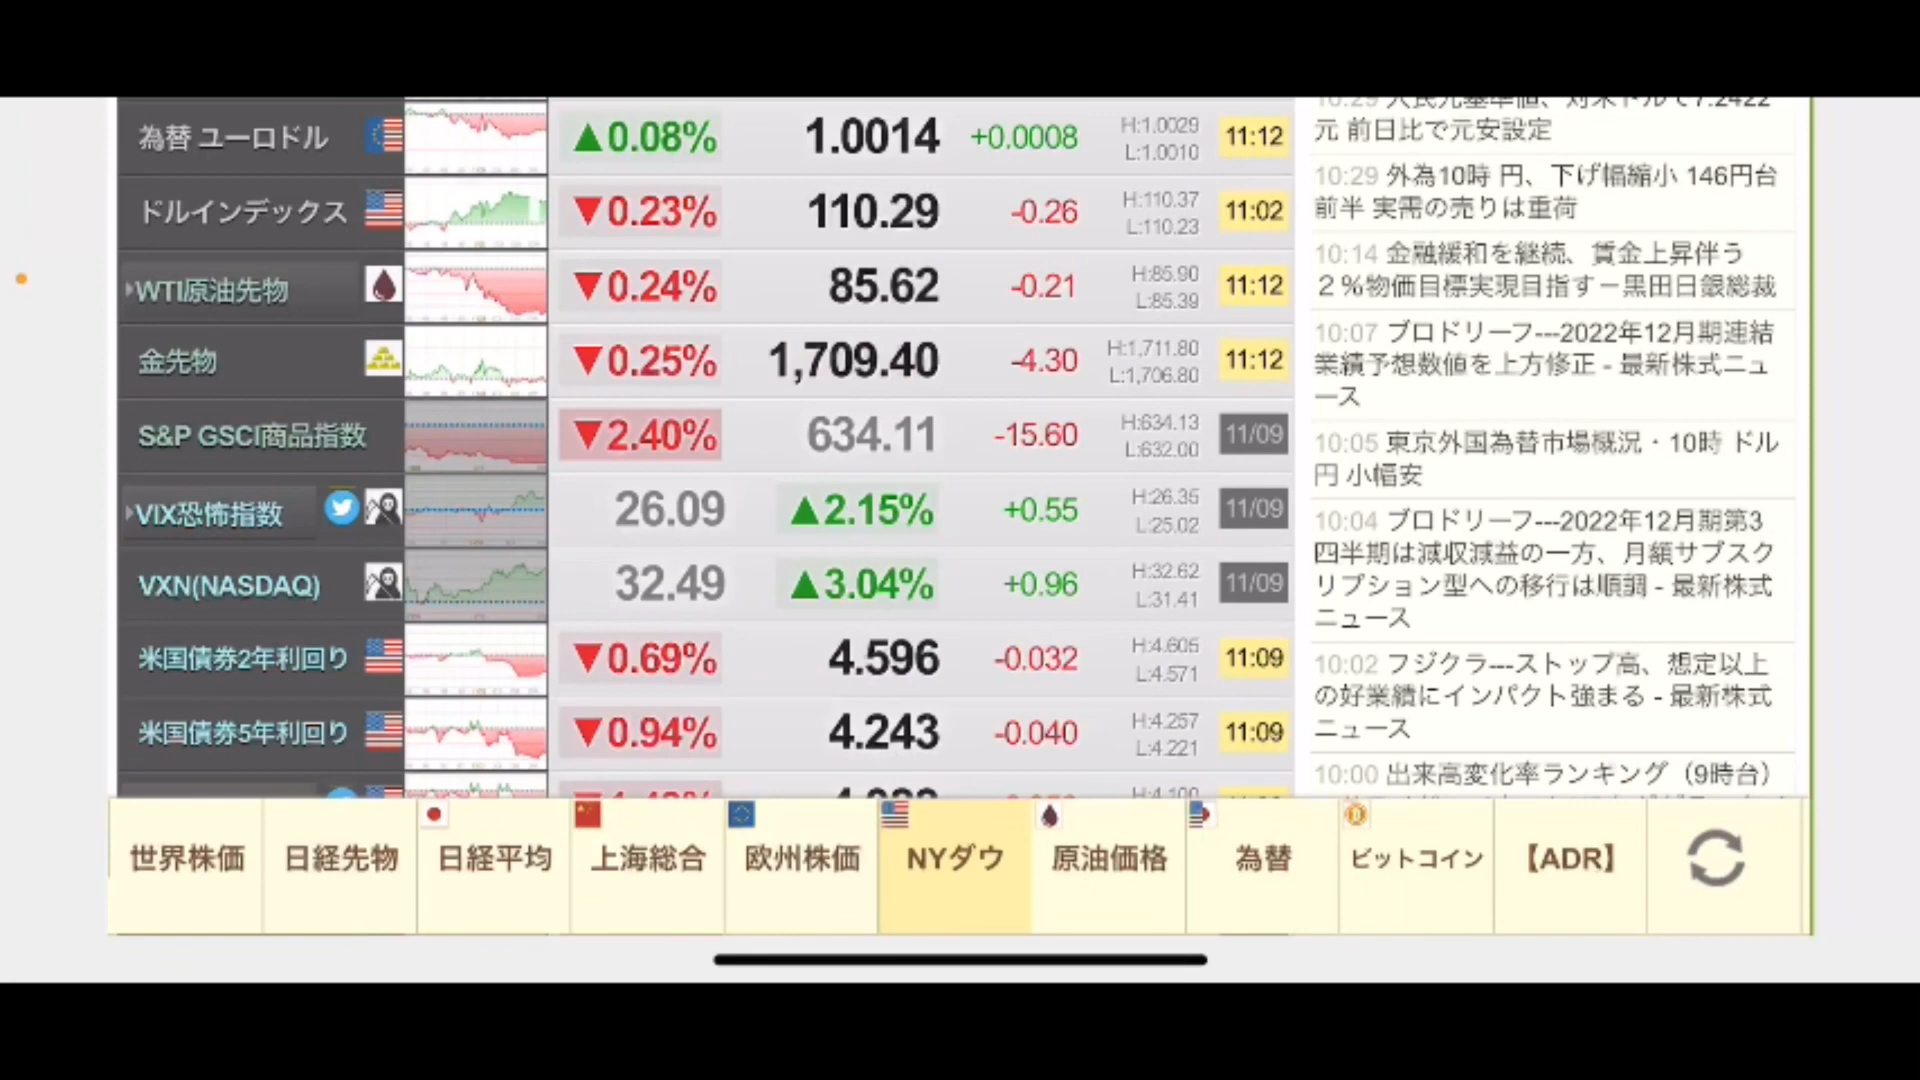 為替 ユーロドル ▲0.08% 1.0014 +0.0008 H:1.0029 L:1.0010 11:12
ドルインデックス ▼0.23% 110.29 -0.26 H:110.37 L:110.23 11:02
WTI原油先物 ▼0.24% 85.62 -0.21 H:85.90 L:85.39 11:12
金先物 ▼0.25% 1,709.40 -4.30 H:1,711.80 L:1,706.80 11:12
S&P GSCI商品指数 ▼2.40% 634.11 -15.60 H:634.13 L:632.00 11/09
VIX恐怖指数 26.09 ▲2.15% +0.55 H:26.35 L:25.02 11/09
VXN(NASDAQ) 32.49 ▲3.04% +0.96 H:32.62 L:31.41 11/09
米国債券2年利回り ▼0.69% 4.596 -0.032 H:4.605 L:4.571 11:09
米国債券5年利回り ▼0.94% 4.243 -0.040 H:4.257 L:4.221 11:09
10:29 人民元基準値、対米ドルで7.2422
元 前日比で元安設定
10:29 外為10時 円、下げ幅縮小 146円台
前半 実需の売りは重荷
10:14 金融緩和を継続、賃金上昇伴う
２％物価目標実現目指す－黒田日銀総裁
10:07 ブロドリーフ---2022年12月期連結
業績予想数値を上方修正 - 最新株式ニュ
ース
10:05 東京外国為替市場概況・10時 ドル
円 小幅安
10:04 ブロドリーフ---2022年12月期第3
四半期は減収減益の一方、月額サブスク
リプション型への移行は順調 - 最新株式
ニュース
10:02 フジクラ---ストップ高、想定以上
の好業績にインパクト強まる - 最新株式
ニュース
10:00 出来高変化率ランキング（9時台）
世界株価 日経先物 日経平均 上海総合 欧州株価 NYダウ 原油価格 為替 ビットコイン 【ADR】